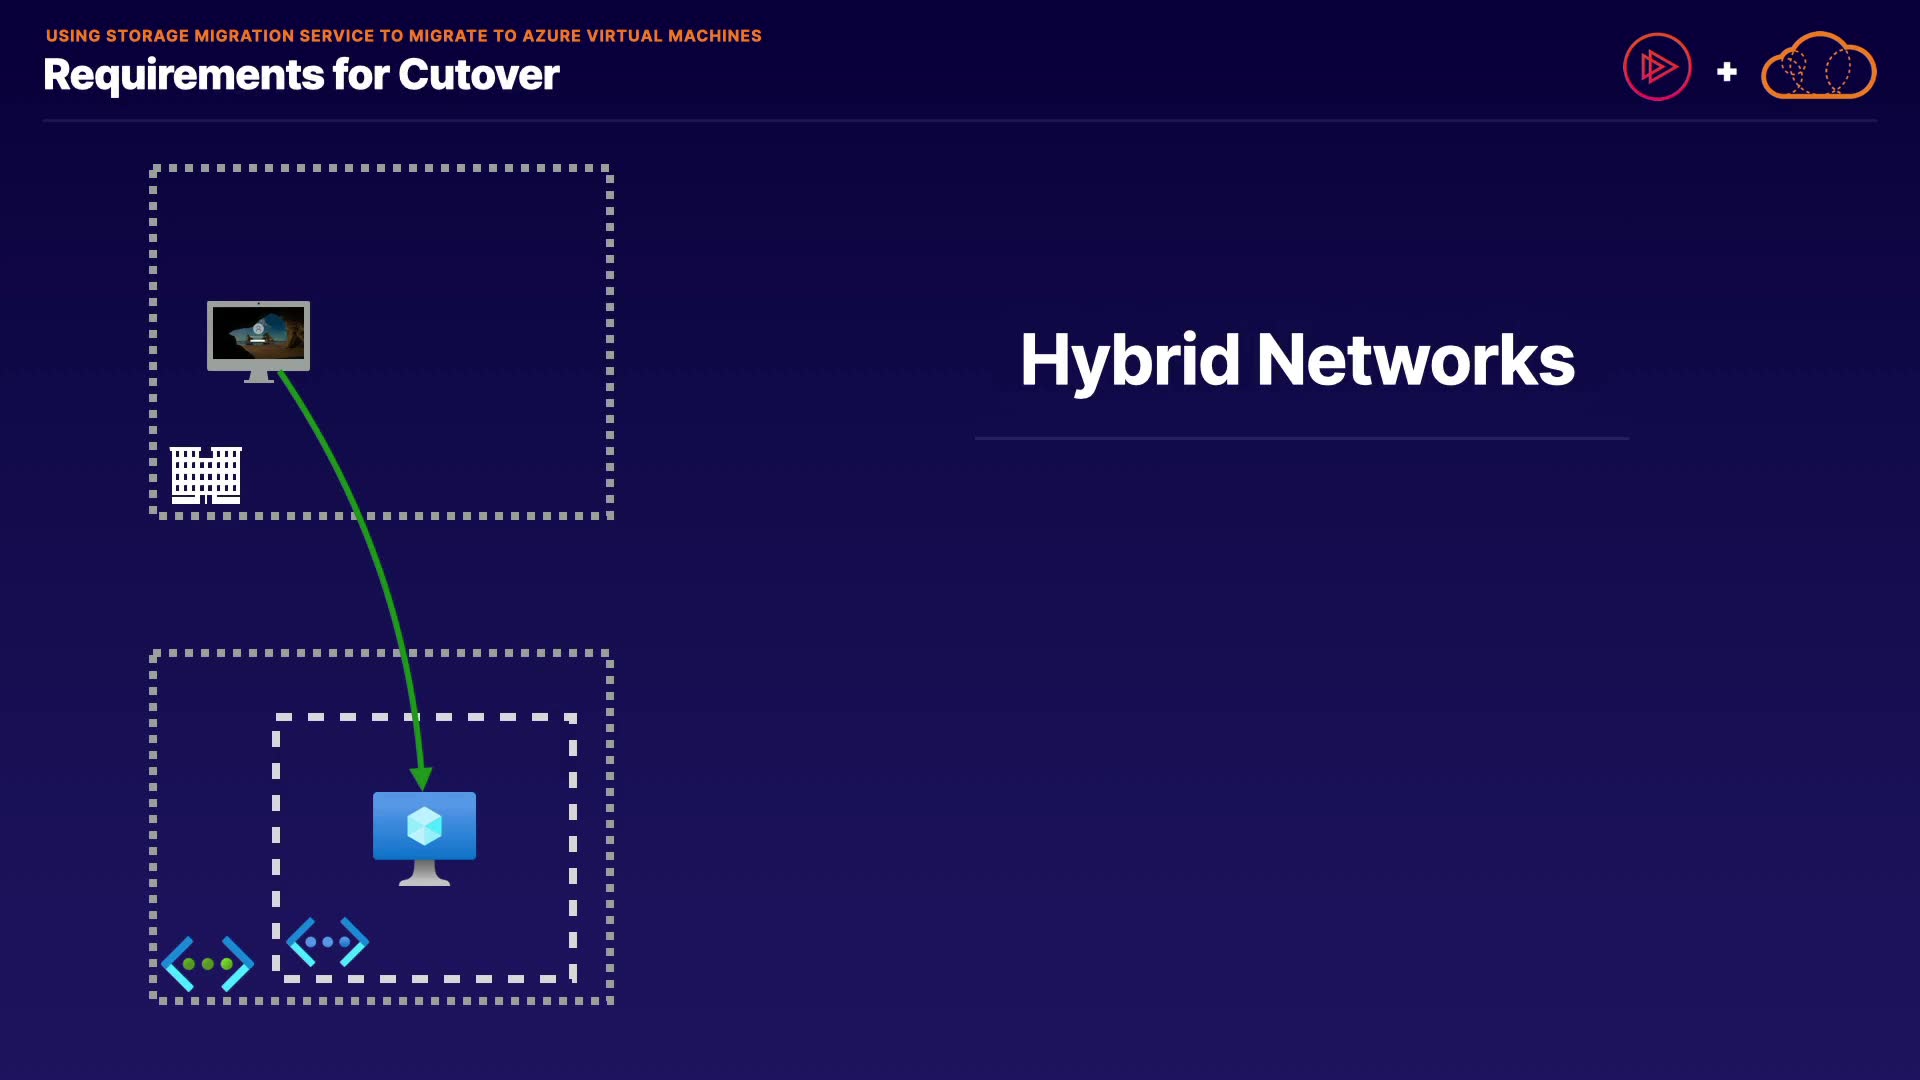 USING STORAGE MIGRATION SERVICE TO MIGRATE TO AZURE VIRTUAL MACHINES
Requirements for Cutover
Hybrid Networks